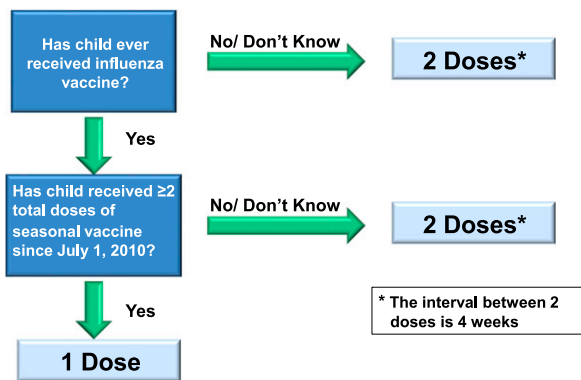 Has child ever
received influenza
vaccine?
No/ Don't Know
2 Doses*
Yes
Has child received ≥2
total doses of
seasonal vaccine
since July 1, 2010?
No/ Don't Know
2 Doses*
Yes
* The interval between 2
doses is 4 weeks
1 Dose